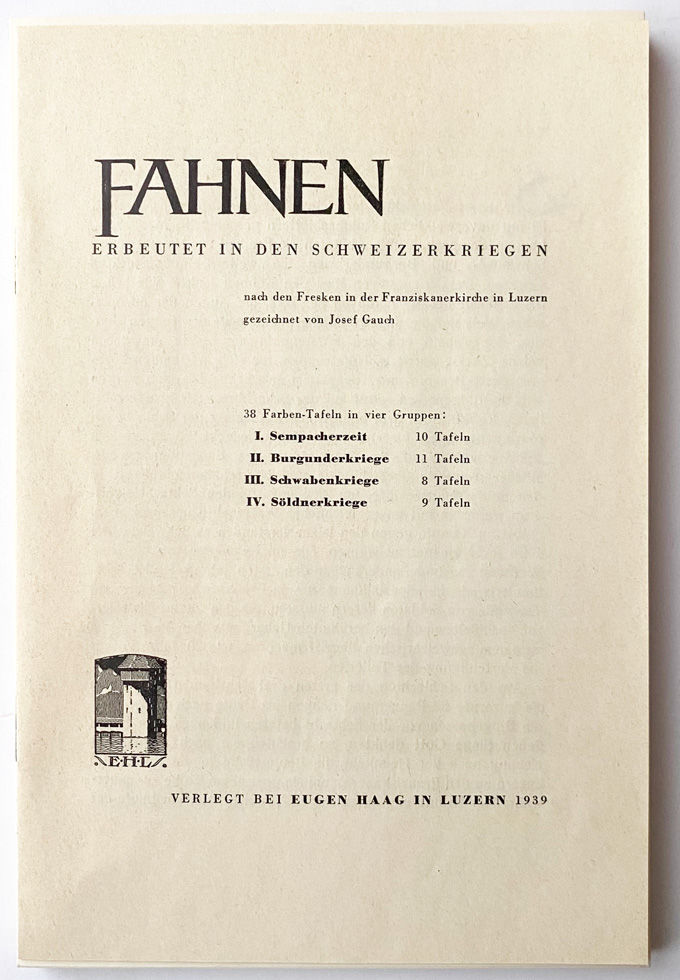 FAHNEN
ERBEUTET IN DEN SCHWEIZERKRIEGEN
nach den Fresken in der Franziskanerkirche in Luzern
gezeichnet von Josef Gauch
38 Farben-Tafeln in vier Gruppen:
I. Sempacherzeit 10 Tafeln
II. Burgunderkriege 11 Tafeln
III. Schwabenkriege 8 Tafeln
IV. Söldnerkriege 9 Tafeln
E·H·L
VERLEGT BEI EUGEN HAAG IN LUZERN 1939